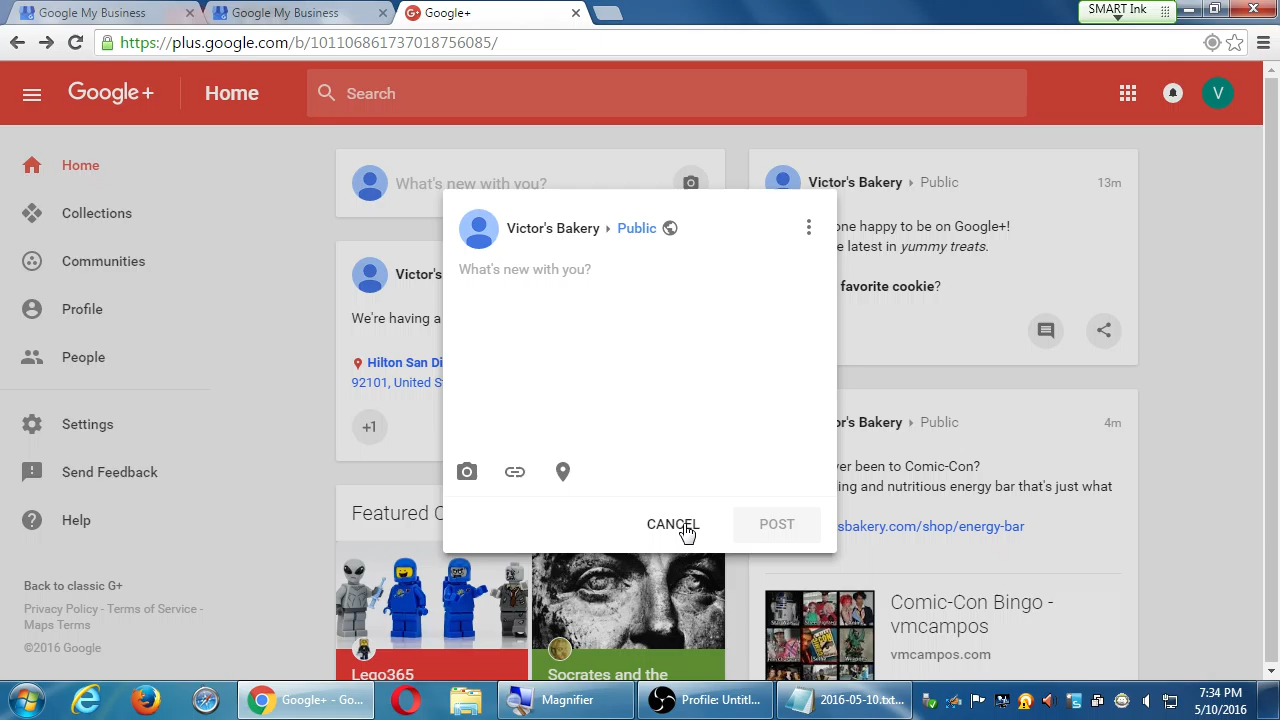 Google My Business
Google My Business
Google+
SMART Ink
https://plus.google.com/b/101106861737018756085/
Google+
Home
Search
V
Home
Collections
Communities
Profile
People
Settings
Send Feedback
Help
Back to classic G+
Privacy Policy - Terms of Service -
Maps Terms
©2016 Google
What's new with you?
Victor's
We're having a
Hilton San Di
92101, United S
+1
Featured C
Lego365
Socrates and the
Victor's Bakery Public
What's new with you?
CANCEL
POST
Victor's Bakery Public 13m
one happy to be on Google+!
e latest in yummy treats.
favorite cookie?
or's Bakery Public 4m
ver been to Comic-Con?
ing and nutritious energy bar that's just what
sbakery.com/shop/energy-bar
Comic-Con Bingo -
vmcampos
vmcampos.com
Google+ - Go...
Magnifier
Profile: Untitl...
2016-05-10.txt...
7:34 PM
5/10/2016